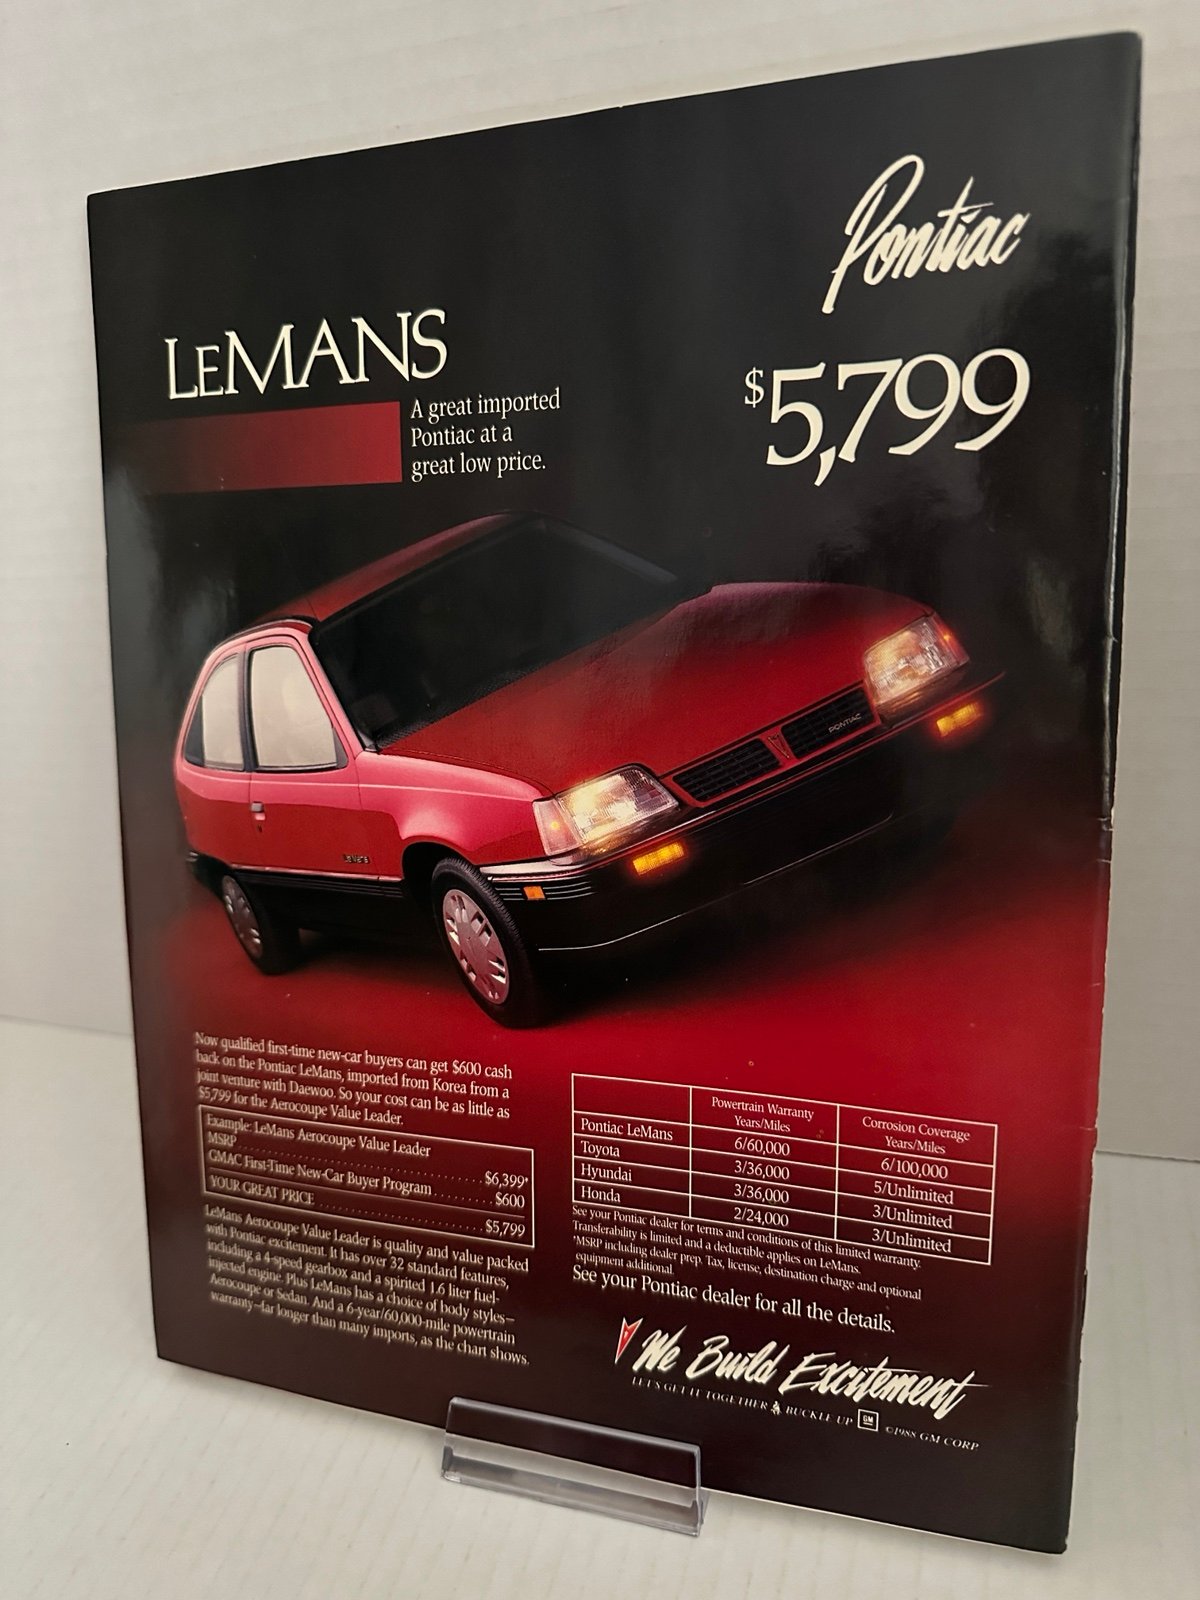 Pontiac
LEMANS
A great imported
Pontiac at a
great low price.
$5,799
PONTIAC
LeMans
Now qualified first-time new-car buyers can get $600 cash
back on the Pontiac LeMans, imported from Korea from a
joint venture with Daewoo. So your cost can be as little as
$5,799 for the Aerocoupe Value Leader.
Example: LeMans Aerocoupe Value Leader
MSRP........................$6,399*
GMAC First-Time New-Car Buyer Program.........$600
YOUR GREAT PRICE........................$5,799
LeMans Aerocoupe Value Leader is quality and value packed
with Pontiac excitement. It has over 32 standard features,
including a 4-speed gearbox and a spirited 1.6 liter fuel-
injected engine. Plus LeMans has a choice of body styles—
Aerocoupe or Sedan. And a 6-year/60,000-mile powertrain
warranty—far longer than many imports, as the chart shows.
Powertrain Warranty Years/Miles Corrosion Coverage Years/Miles
Pontiac LeMans 6/60,000 6/100,000
Toyota 3/36,000 5/Unlimited
Hyundai 3/36,000 3/Unlimited
Honda 2/24,000 3/Unlimited
See your Pontiac dealer for terms and conditions of this limited warranty.
Transferability is limited and a deductible applies on LeMans.
*MSRP including dealer prep. Tax, license, destination charge and optional
equipment additional.
See your Pontiac dealer for all the details.
We Build Excitement
LET'S GET IT TOGETHER BUCKLE UP GM ©1988 GM CORP